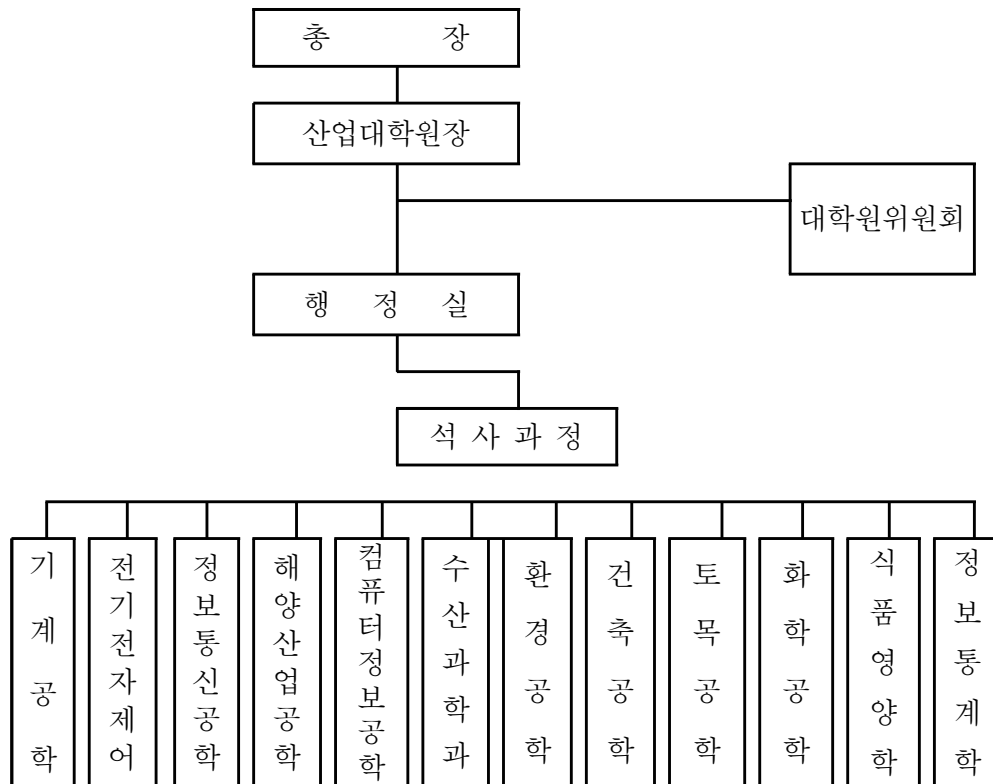 총 장
산업대학원장
대학원위원회
행 정 실
석 사 과 정
기계공학
전기전자제어
정보통신공학
해양산업공학
컴퓨터정보공학
수산과학과
환경공학
건축공학
토목공학
화학공학
식품영양학
정보통계학